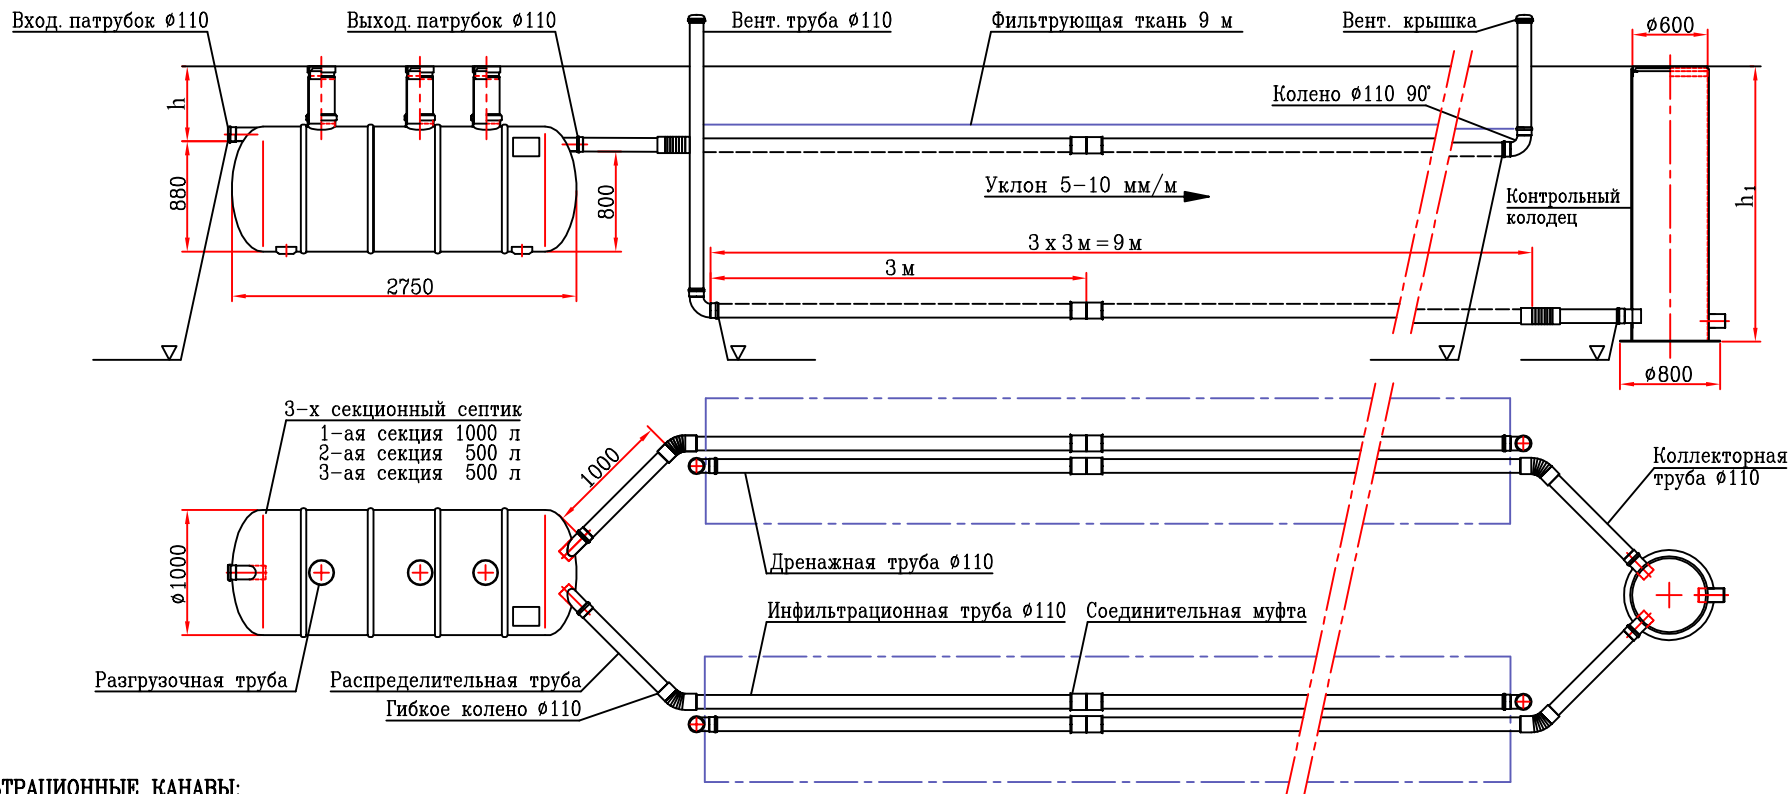 Вход. патрубок ø110
Выход. патрубок ø110
Вент. труба ø110
Фильтрующая ткань 9 м
Вент. крышка
ø600
h
Колено ø110 90°
880
800
Уклон 5-10 мм/м
Контрольный
колодец
h1
3 x 3 м = 9 м
3 м
2750
ø800
3-х секционный септик
1-ая секция 1000 л
2-ая секция 500 л
3-ая секция 500 л
1000
Коллекторная
труба ø110
ø1000
Дренажная труба ø110
Инфильтрационная труба ø110
Соединительная муфта
Разгрузочная труба
Распределительная труба
Гибкое колено ø110
ЬТРАЦИОННЫЕ КАНАВЫ: